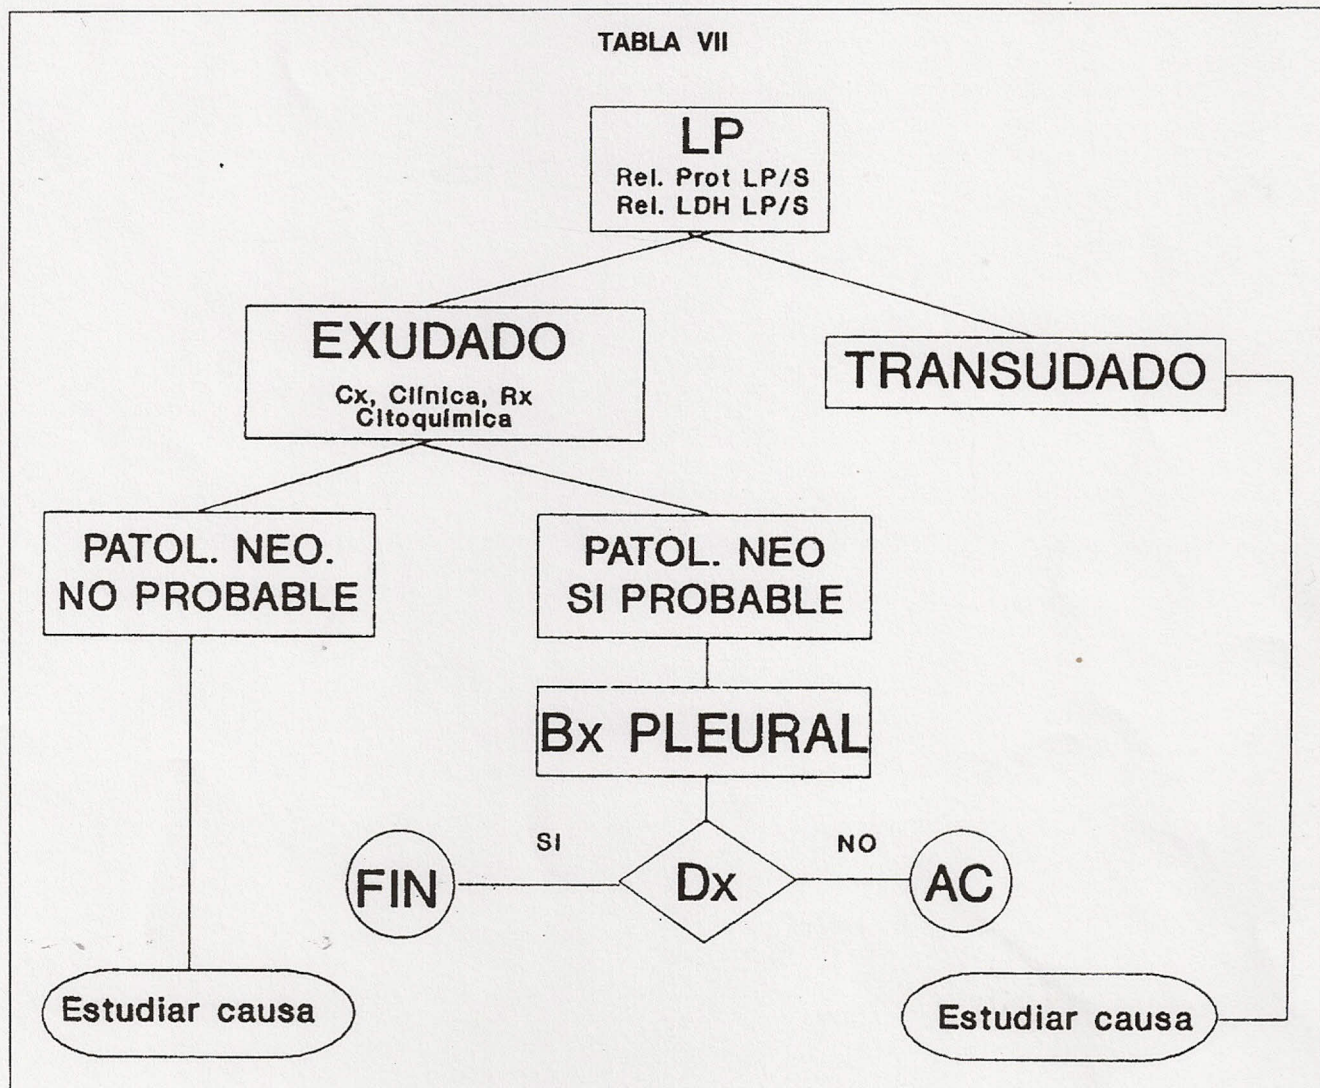 TABLA VII
LP
Rel. Prot LP/S
Rel. LDH LP/S
EXUDADO
Cx, Clínica, Rx
Citoquímica
TRANSUDADO
PATOL. NEO.
NO PROBABLE
PATOL. NEO
SI PROBABLE
Bx PLEURAL
SI
NO
FIN
Dx
AC
Estudiar causa
Estudiar causa